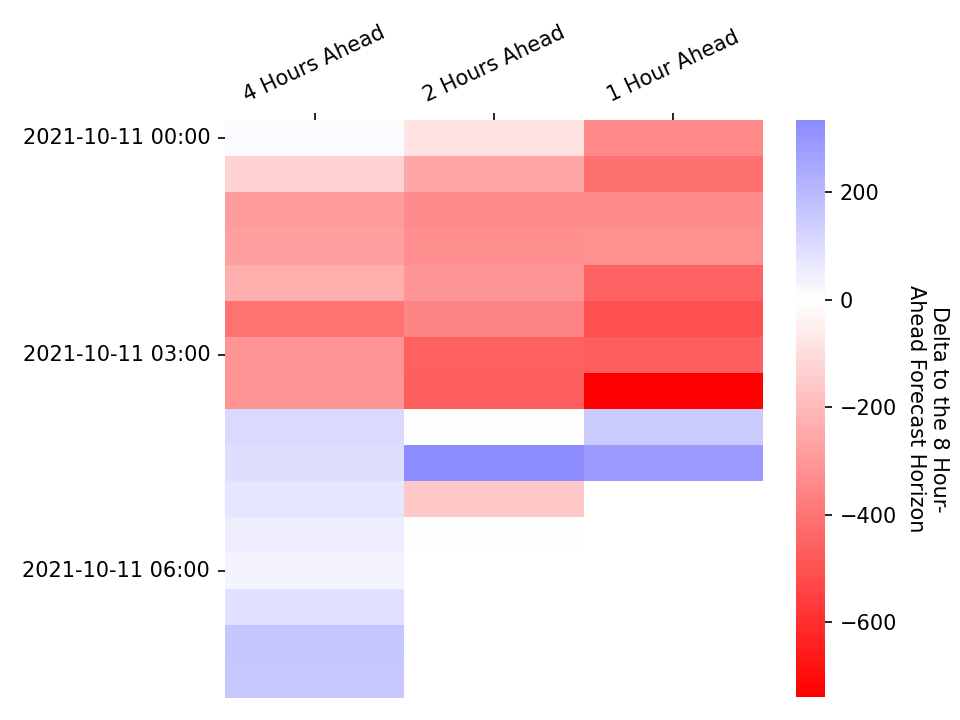 4 Hours Ahead
2 Hours Ahead
1 Hour Ahead
2021-10-11 00:00
2021-10-11 03:00
2021-10-11 06:00
200
0
−200
−400
−600
Delta to the 8 Hour-
Ahead Forecast Horizon